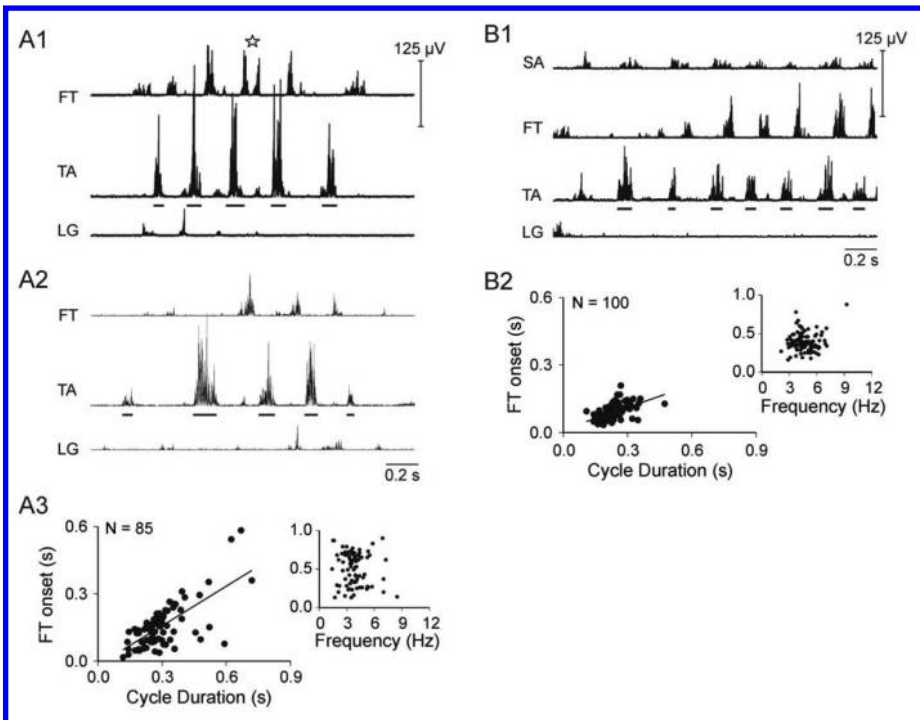 A1
125 μV
FT
TA
LG
A2
FT
TA
LG
0.2 s
A3
N = 85
0.6
0.3
0.0
FT onset (s)
0.0 0.3 0.6 0.9
Cycle Duration (s)
1.0
0.5
0.0
0 3 6 9 12
Frequency (Hz)
B1
125 μV
SA
FT
TA
LG
0.2 s
B2
N = 100
0.6
0.3
0.0
FT onset (s)
0.0 0.3 0.6 0.9
Cycle Duration (s)
1.0
0.5
0.0
0 3 6 9 12
Frequency (Hz)